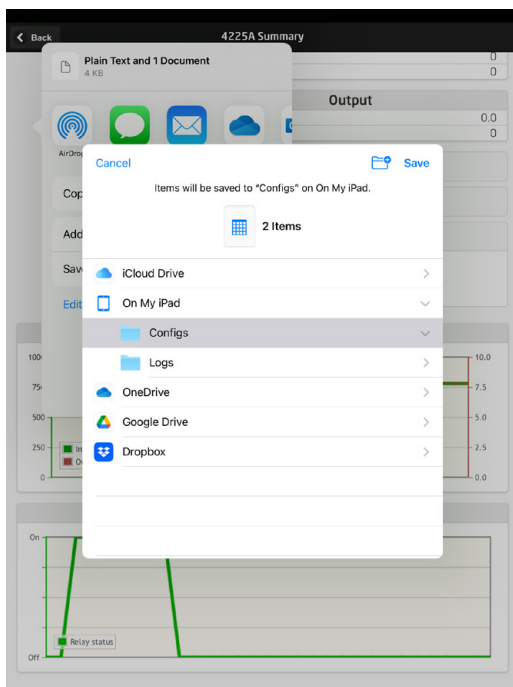 Back
4225A Summary
Plain Text and 1 Document
4 KB
0
0
Output
0.0
0
AirDrop
Cop
Add
Sav
Edit
Cancel
Save
Items will be saved to "Configs" on On My iPad.
2 Items
iCloud Drive
On My iPad
Configs
Logs
OneDrive
Google Drive
Dropbox
500
250
0
10.0
7.5
5.0
2.5
0.0
On
Off
Relay status